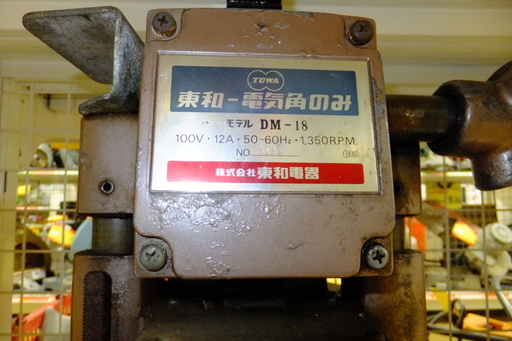 TOWA
東和-電気角のみ
モデル DM-18
100V・12A・50~60Hz・1,350R.P.M.
NO.
株式会社 東和電器